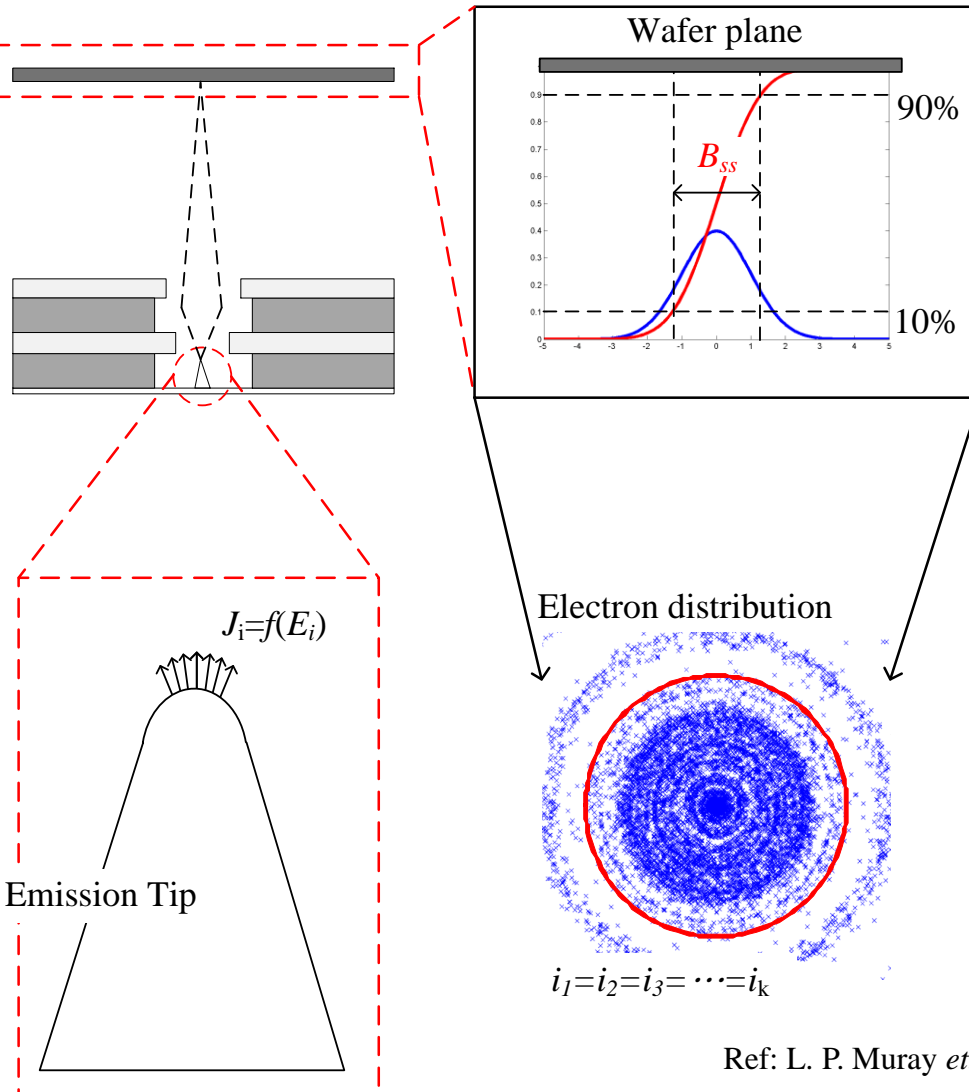 Wafer plane
0.9
0.8
0.7
0.6
0.5
0.4
0.3
0.2
0.1
0
-5 -4 -3 -2 -1 0 1 2 3 4 5
90%
B_ss
10%
J_i=f(E_i)
Emission Tip
Electron distribution
i_1=i_2=i_3= ⋯=i_k
Ref: L. P. Muray et